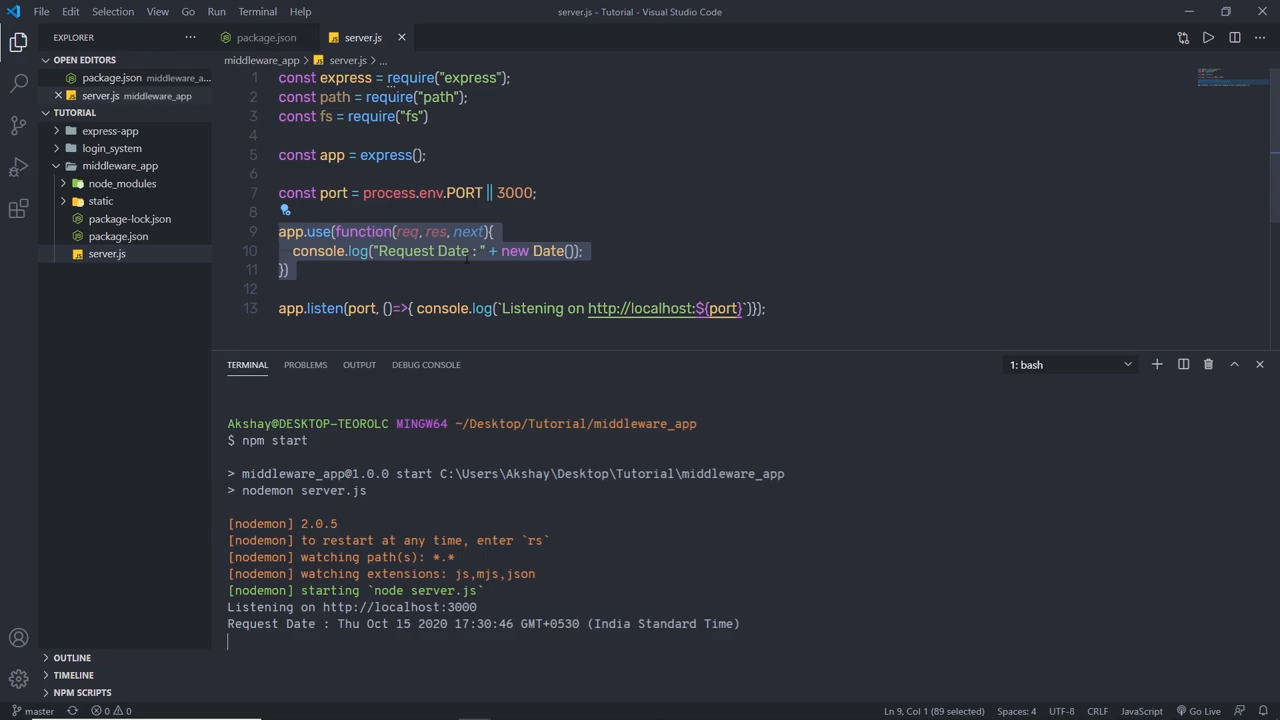 File Edit Selection View Go Run Terminal Help
server.js - Tutorial - Visual Studio Code
EXPLORER
OPEN EDITORS
package.json middleware_a...
server.js middleware_app
TUTORIAL
express-app
login_system
middleware_app
node_modules
static
package-lock.json
package.json
server.js
OUTLINE
TIMELINE
NPM SCRIPTS
package.json
server.js
middleware_app > server.js > ...
1 const express = require("express");
2 const path = require("path");
3 const fs = require("fs")
4
5 const app = express();
6
7 const port = process.env.PORT || 3000;
8
9 app.use(function(req, res, next){
10 console.log("Request Date : " + new Date());
11 })
12
13 app.listen(port, ()=>{ console.log(`Listening on http://localhost:${port}`)});
TERMINAL PROBLEMS OUTPUT DEBUG CONSOLE
1: bash
Akshay@DESKTOP-TEOROLC MINGW64 ~/Desktop/Tutorial/middleware_app
$ npm start
> middleware_app@1.0.0 start C:\Users\Akshay\Desktop\Tutorial\middleware_app
> nodemon server.js
[nodemon] 2.0.5
[nodemon] to restart at any time, enter `rs`
[nodemon] watching path(s): *.*
[nodemon] watching extensions: js,mjs,json
[nodemon] starting `node server.js`
Listening on http://localhost:3000
Request Date : Thu Oct 15 2020 17:30:46 GMT+0530 (India Standard Time)
master 0 0
Ln 9, Col 1 (89 selected) Spaces: 4 UTF-8 CRLF JavaScript Go Live